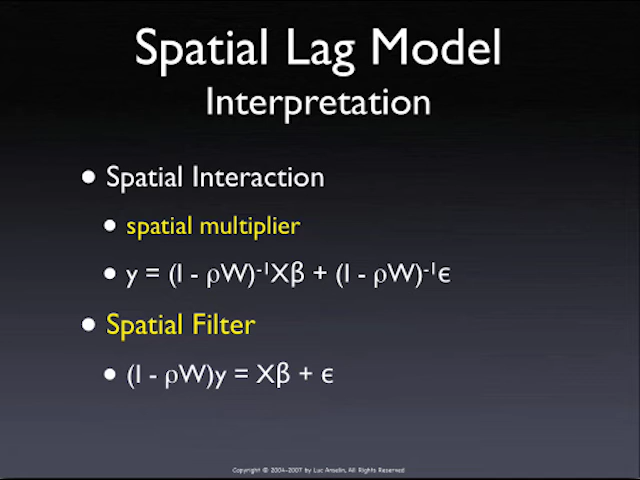 Spatial Lag Model
Interpretation
• Spatial Interaction
• spatial multiplier
• y = (I - ρW)⁻¹Xβ + (I - ρW)⁻¹ϵ
• Spatial Filter
• (I - ρW)y = Xβ + ϵ
Copyright © 2004-2007 by Luc Anselin, All Rights Reserved